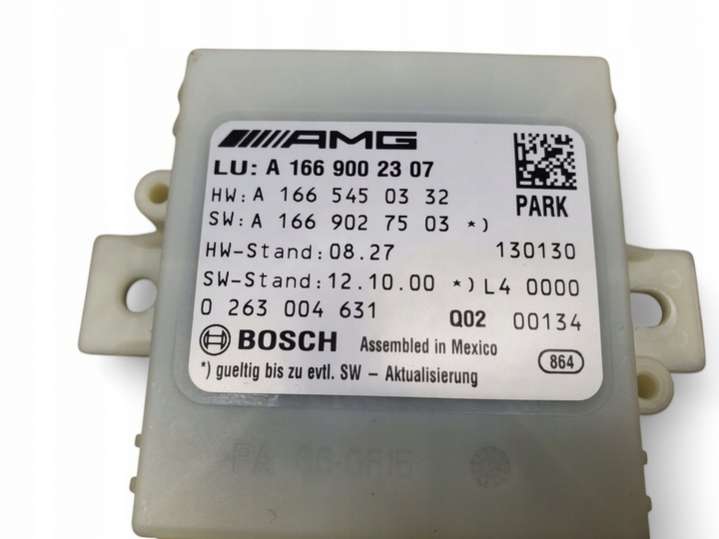 AMG
LU: A 166 900 23 07
HW:A 166 545 03 32
PARK
SW:A 166 902 75 03 *)
HW-Stand:08.27 130130
SW-Stand:12.10.00 *)L4 0000
0 263 004 631 Q02 00134
BOSCH Assembled in Mexico 864
*) gueltig bis zu evtl. SW – Aktualisierung